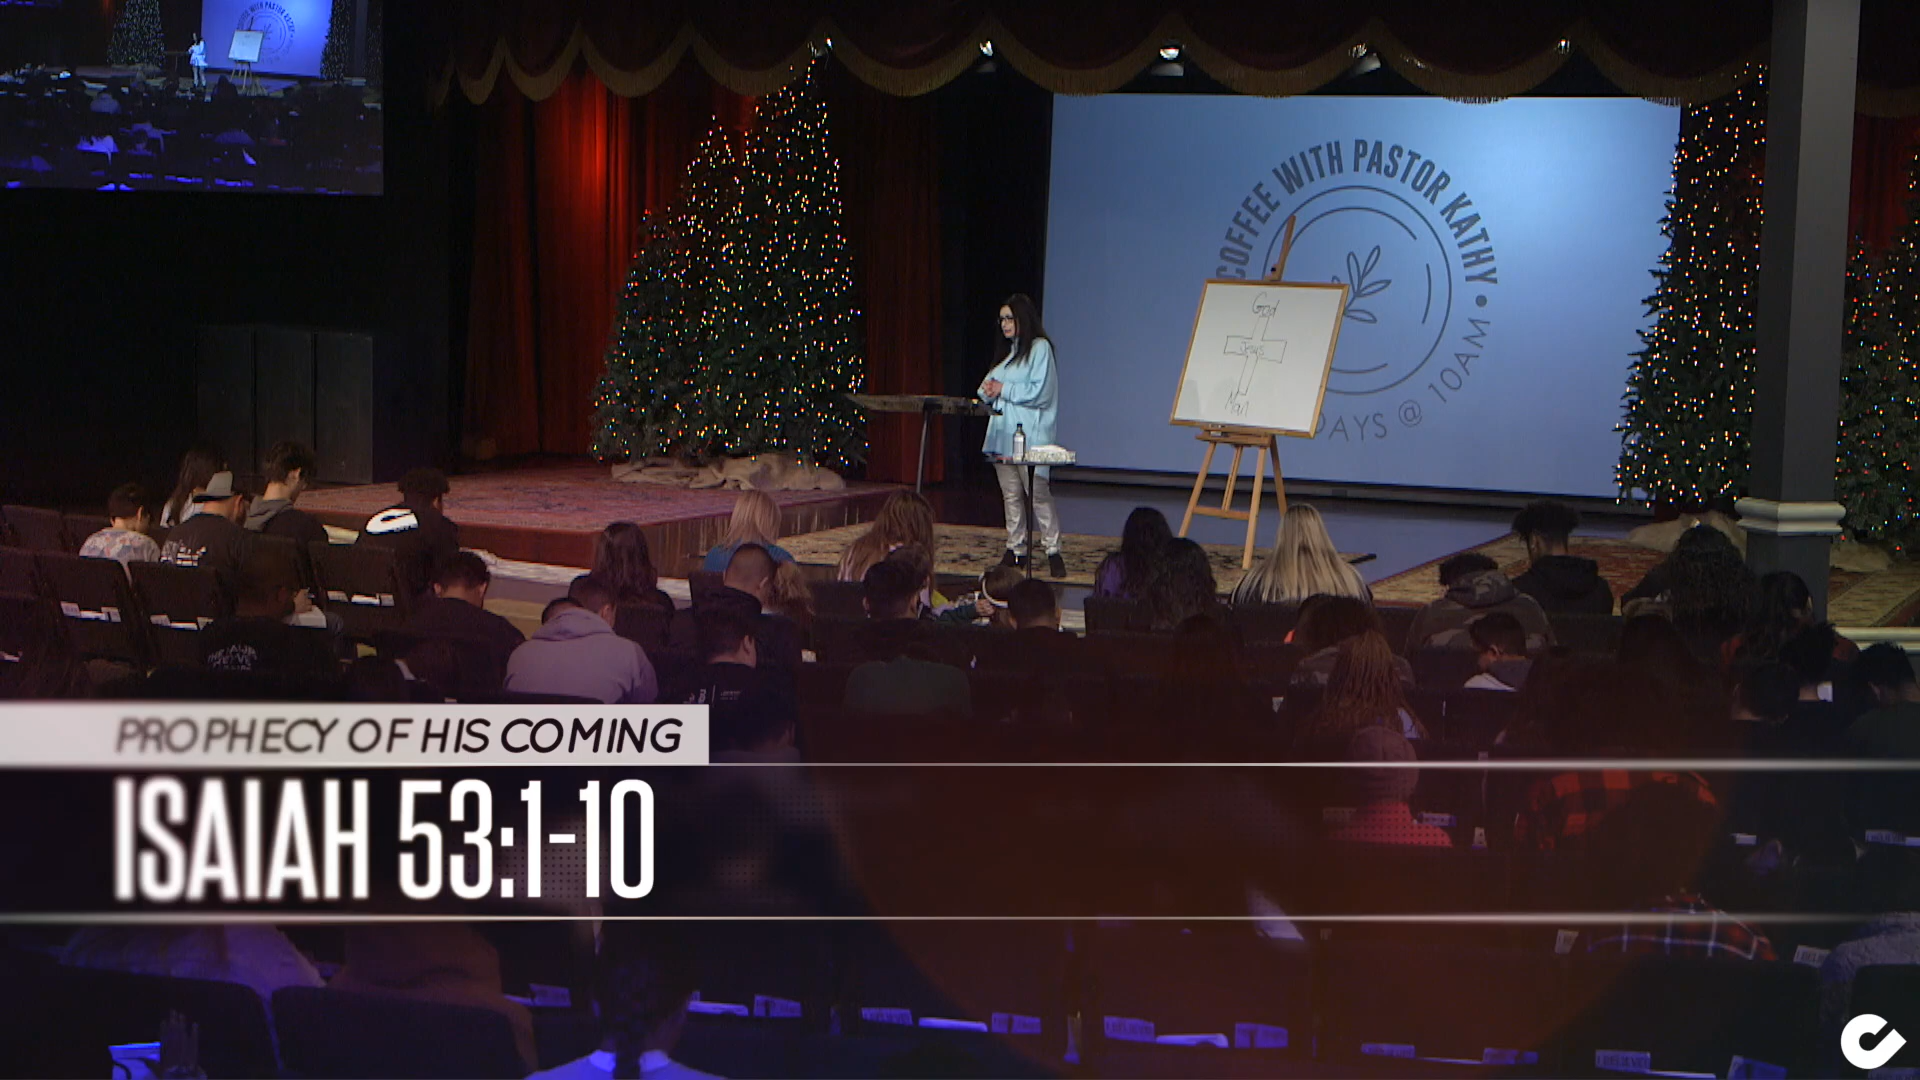 COFFEE WITH PASTOR KATHY •
DAYS @ 10AM
God
Jesus
Man
PROPHECY OF HIS COMING
ISAIAH 53:1-10